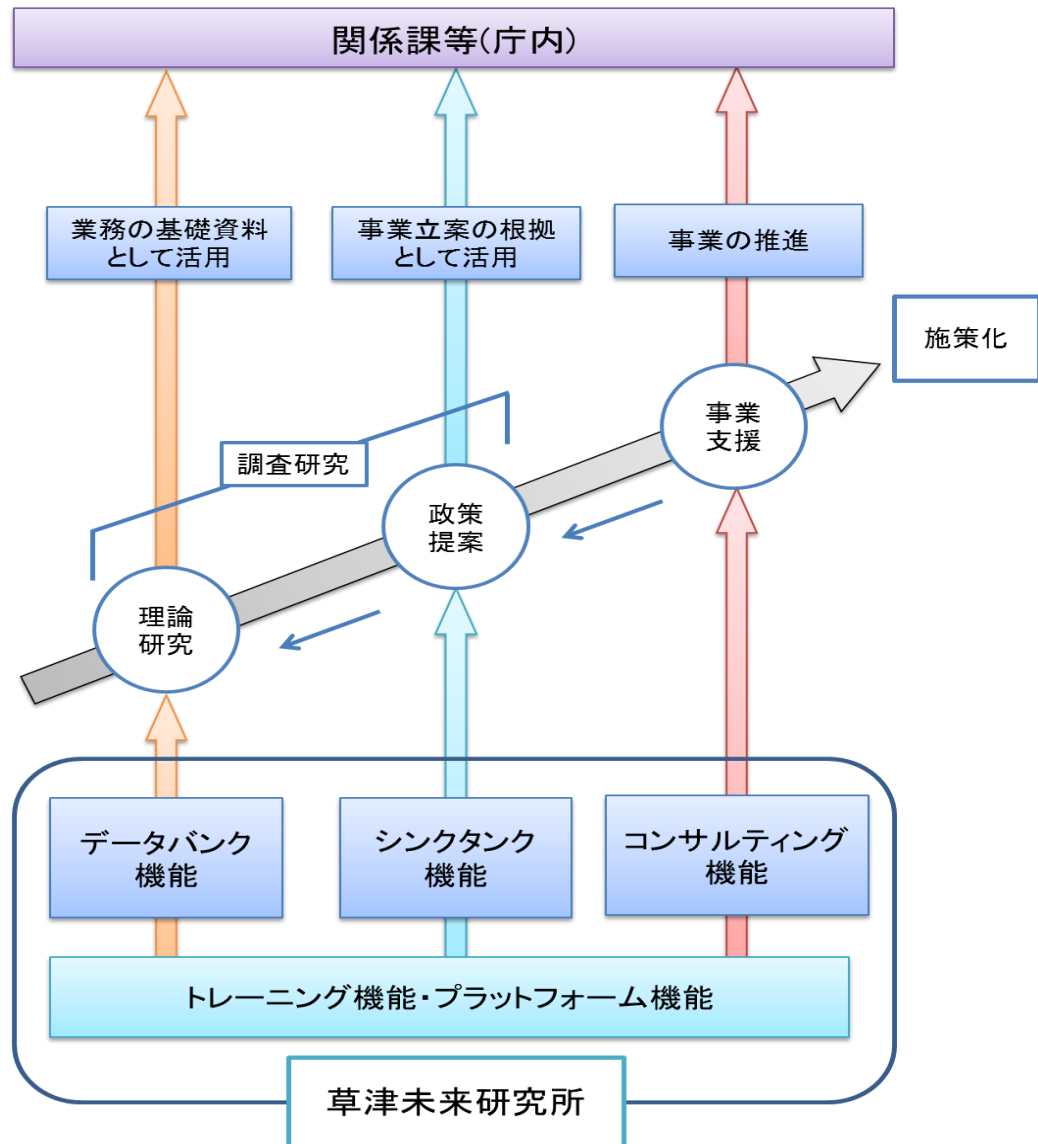 関係課等(庁内)
業務の基礎資料
として活用
事業立案の根拠
として活用
事業の推進
施策化
事業
支援
調査研究
政策
提案
理論
研究
データバンク
機能
シンクタンク
機能
コンサルティング
機能
トレーニング機能・プラットフォーム機能
草津未来研究所